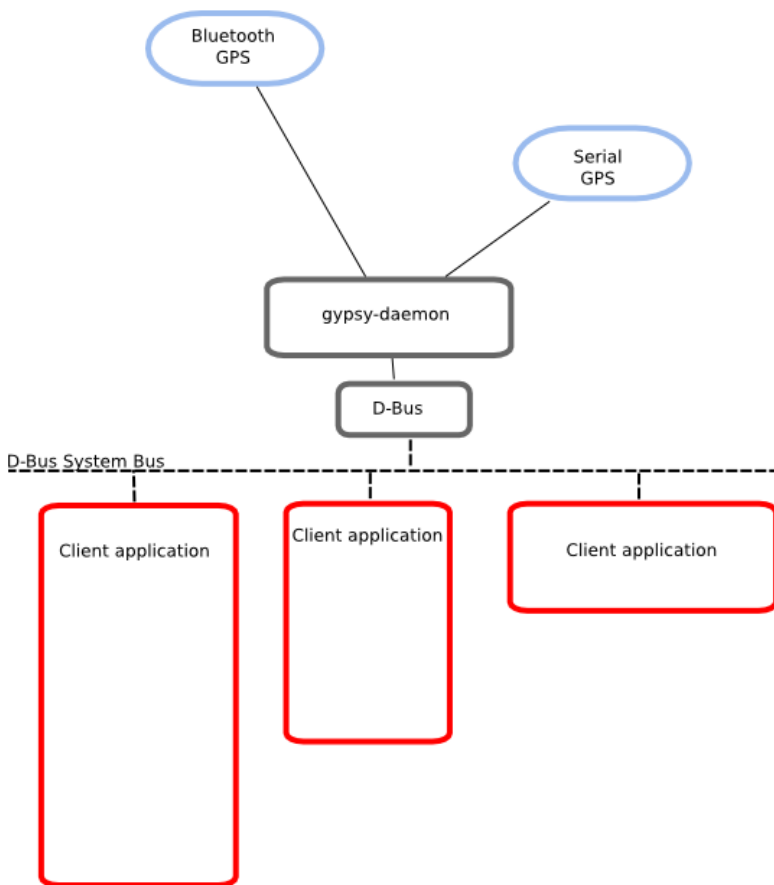 Bluetooth
GPS
Serial
GPS
gypsy-daemon
D-Bus
D-Bus System Bus
Client application
Client application
Client application